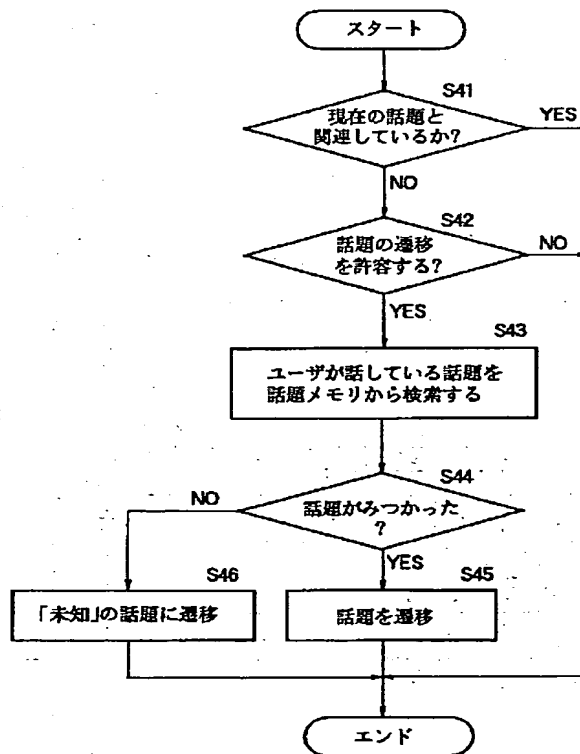 スタート
S41
現在の話題と
関連しているか?
YES
NO
S42
話題の遷移
を許容する?
NO
YES
S43
ユーザが話している話題を
話題メモリから検索する
S44
話題がみつかった
?
NO
YES
S46
「未知」の話題に遷移
S45
話題を遷移
エンド